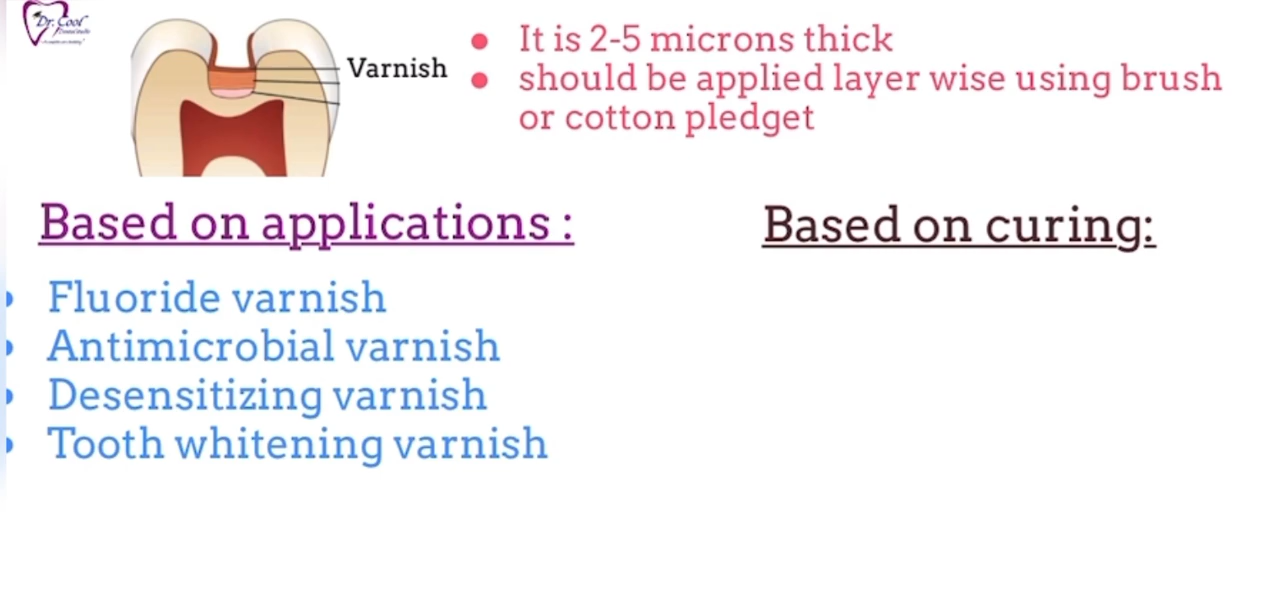 Dr. Cool
Varnish
● It is 2-5 microns thick
● should be applied layer wise using brush
or cotton pledget
Based on applications :
Based on curing:
Fluoride varnish
Antimicrobial varnish
Desensitizing varnish
Tooth whitening varnish